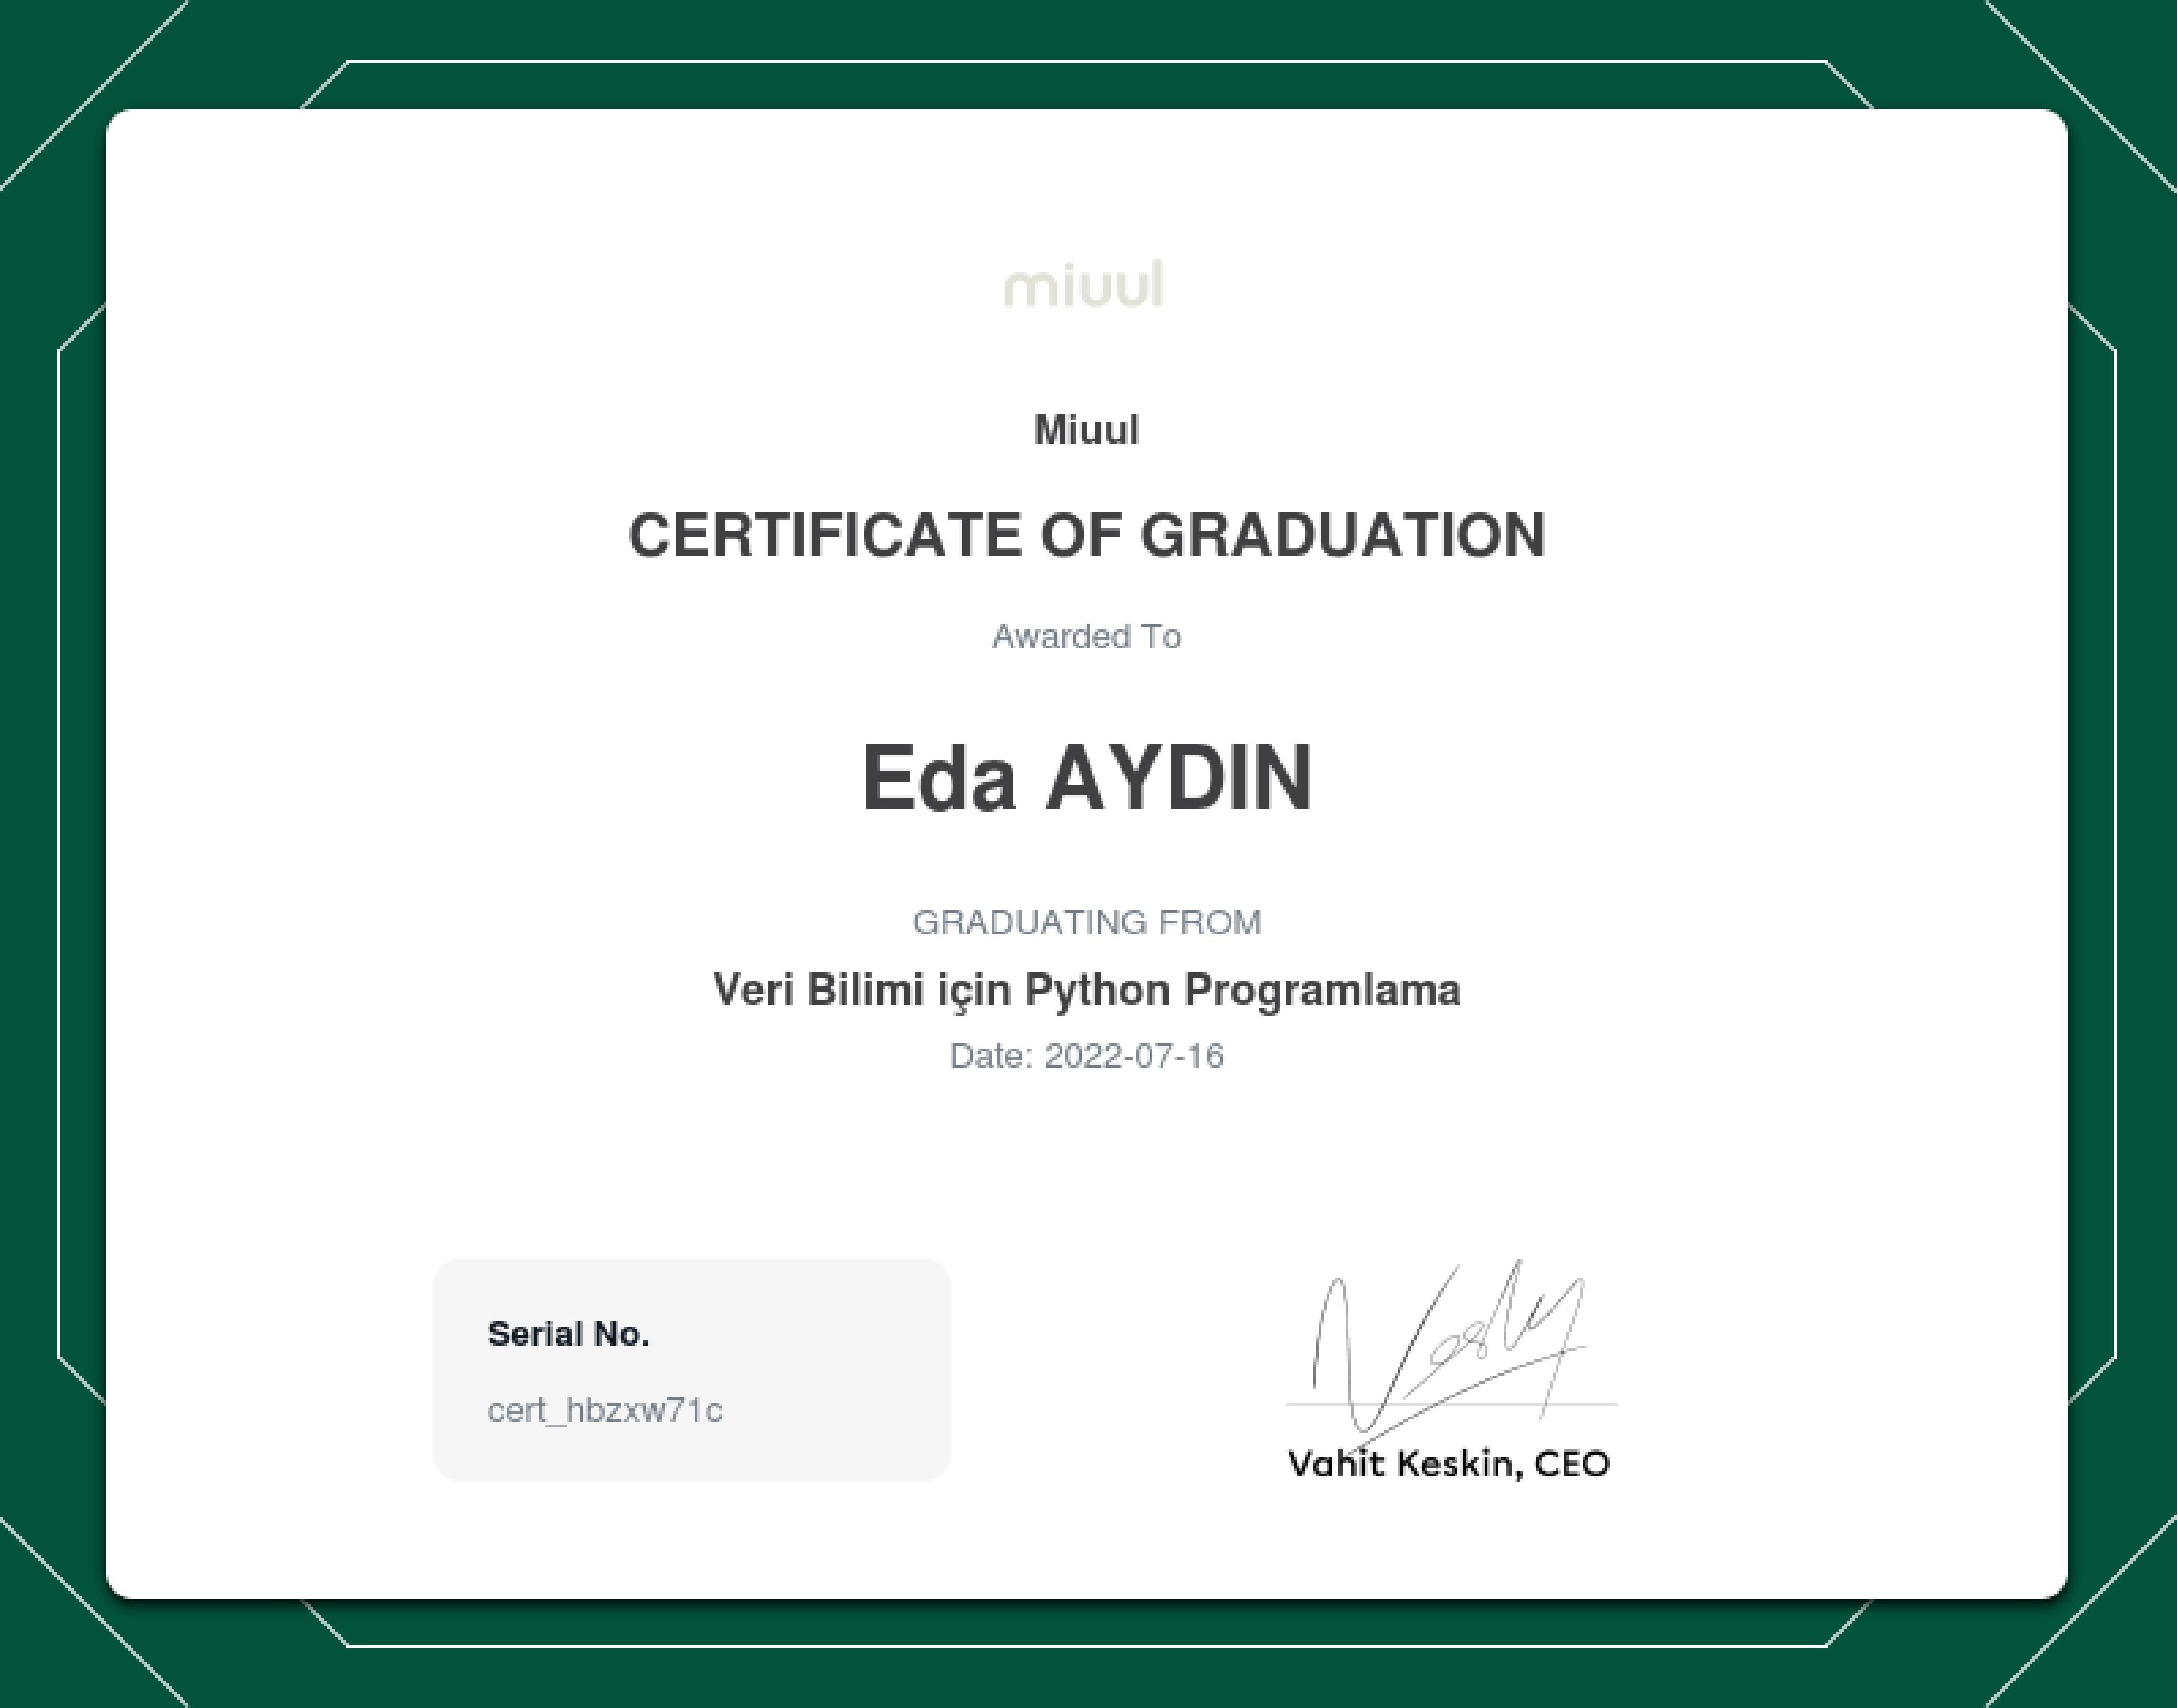 miuul
Miuul
CERTIFICATE OF GRADUATION
Awarded To
Eda AYDIN
GRADUATING FROM
Veri Bilimi için Python Programlama
Date: 2022-07-16
Serial No.
cert_hbzxw71c
Vahit Keskin, CEO